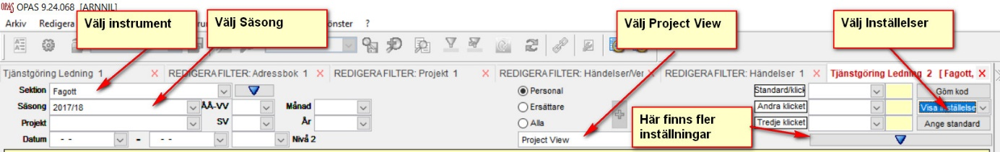 OPAS OPAS 9.24.068 [ARNNIL]
Arkiv Redigera önster ?
Välj instrument
Välj Säsong
Välj Project View
Välj Inställelser
Tjänstgöring Ledning 1 X REDIGERA FILTER: Adressbok 1 X REDIGERA FILTER: Projekt 1 X REDIGERA FILTER: Händelser/Ver X REDIGERA FILTER: Händelser 1 X Tjänstgöring Ledning 2 [ Fagott, X
Sektion Fagott Personal Standard/klick Göm kod
Säsong 2017/18 ÅÅ-VV Månad Ersättare Andra klicket Visa Inställelse
Projekt SV År Alla Tredje klicket Ange standard
Datum - - - - - Nivå 2 Project View
Här finns fler
inställningar